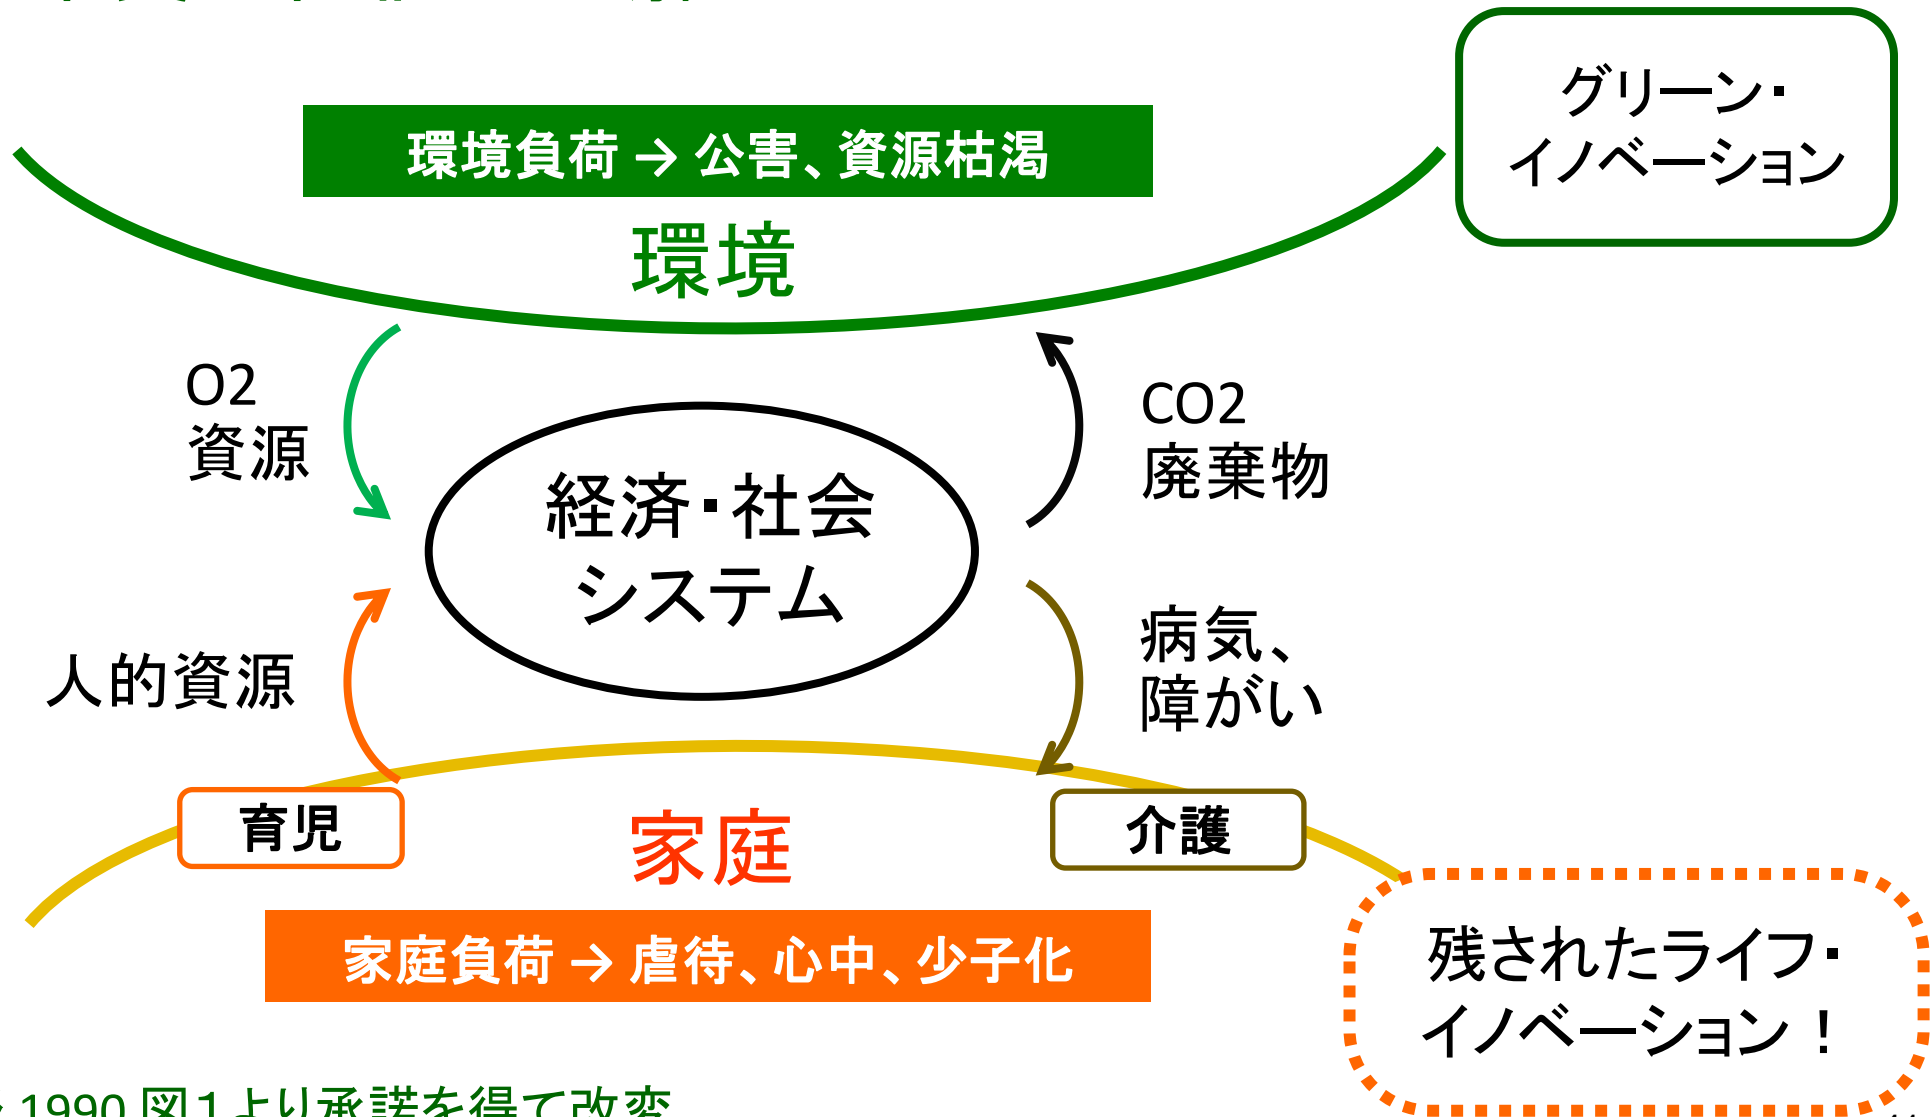 グリーン・
イノベーション
環境負荷 → 公害、資源枯渇
環境
O2
資源
CO2
廃棄物
経済・社会
システム
人的資源
病気、
障がい
育児
家庭
介護
家庭負荷 → 虐待、心中、少子化
残されたライフ・
イノベーション！
1990 図1より承諾を得て改変